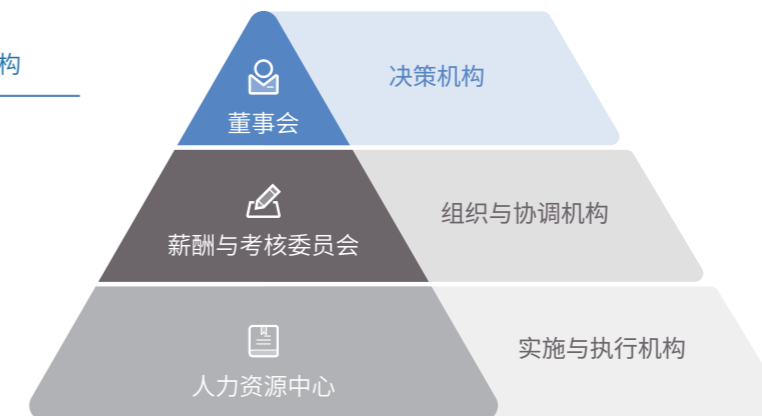 构
董事会
决策机构
薪酬与考核委员会
组织与协调机构
人力资源中心
实施与执行机构